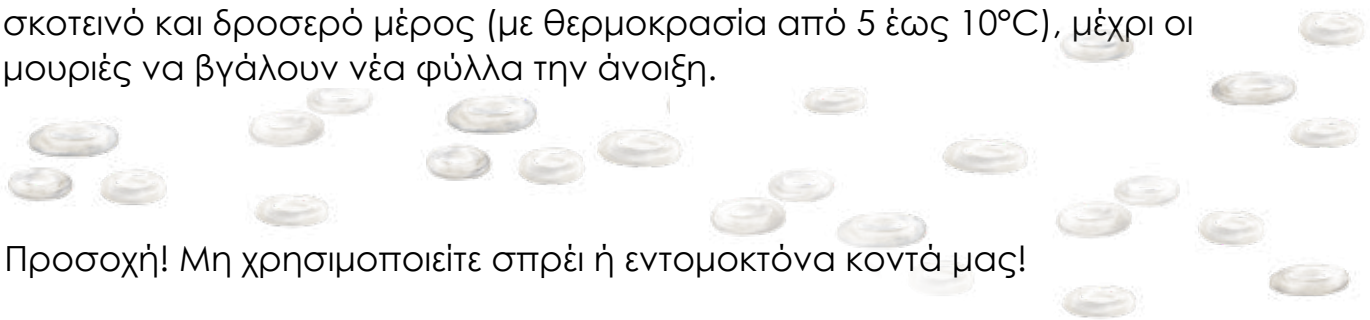 σκοτεινό και δροσερό μέρος (με θερμοκρασία από 5 έως 10°C), μέχρι οι
μουριές να βγάλουν νέα φύλλα την άνοιξη.
Προσοχή! Μη χρησιμοποιείτε σπρέι ή εντομοκτόνα κοντά μας!